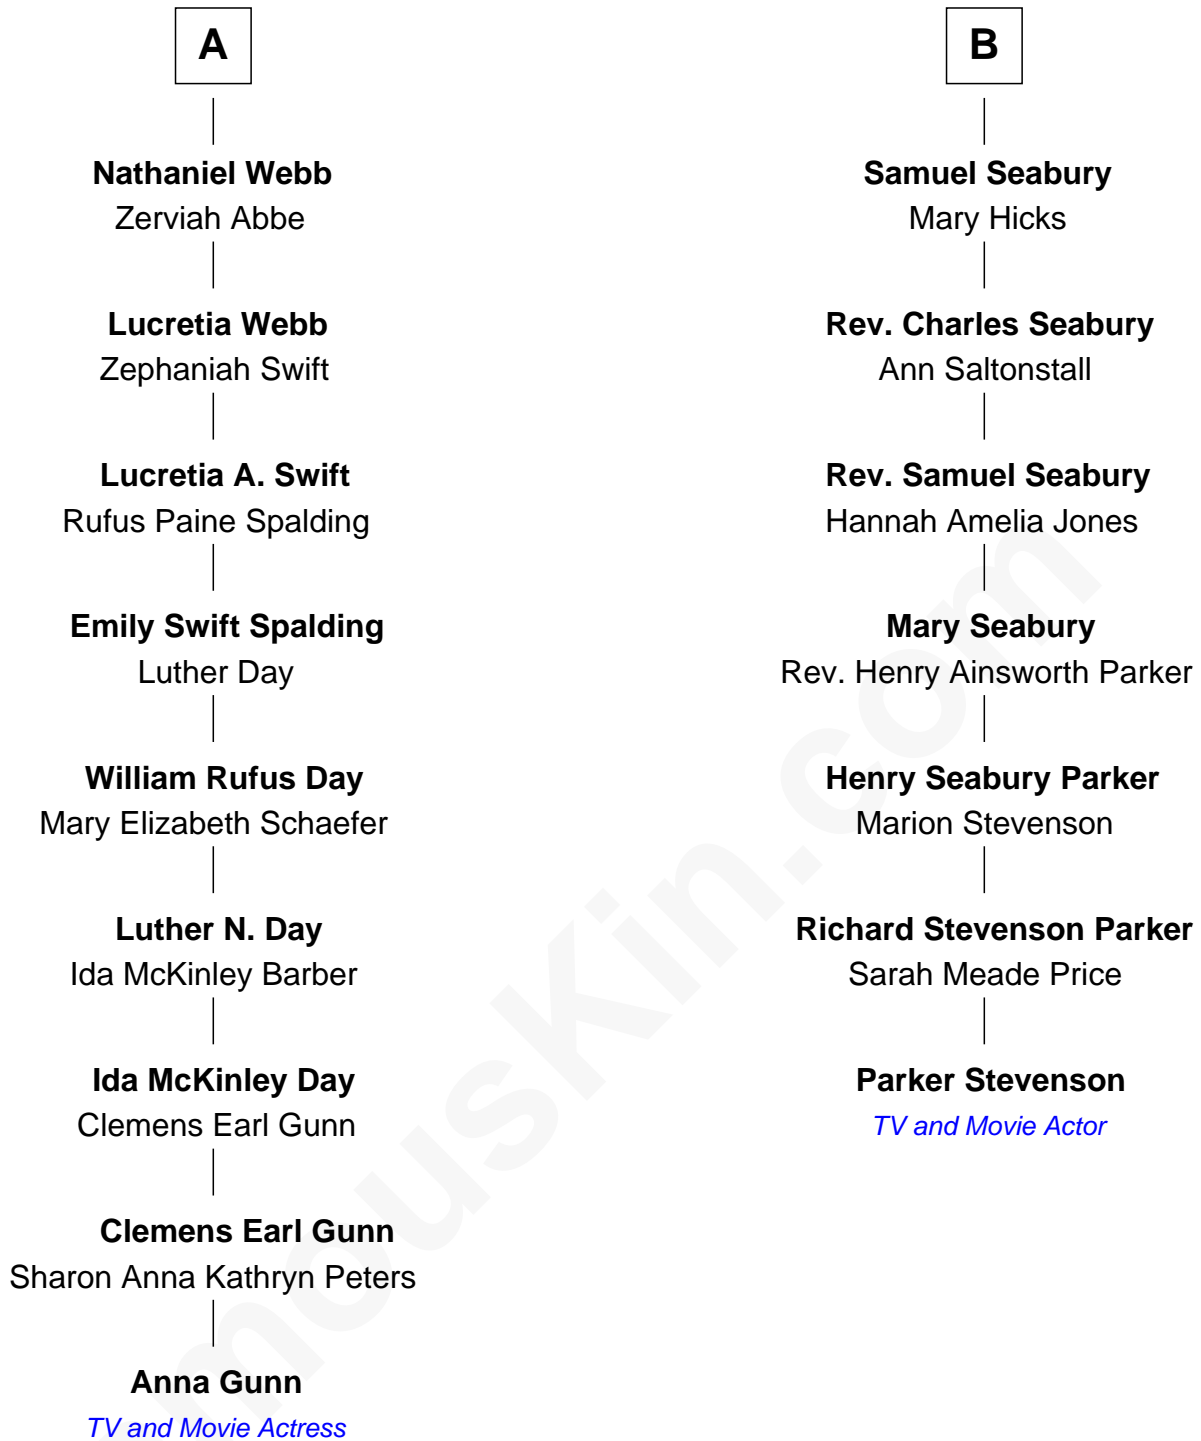 A
Nathaniel Webb
Zerviah Abbe
Lucretia Webb
Zephaniah Swift
Lucretia A. Swift
Rufus Paine Spalding
Emily Swift Spalding
Luther Day
William Rufus Day
Mary Elizabeth Schaefer
Luther N. Day
Ida McKinley Barber
Ida McKinley Day
Clemens Earl Gunn
Clemens Earl Gunn
Sharon Anna Kathryn Peters
Anna Gunn
TV and Movie Actress
B
Samuel Seabury
Mary Hicks
Rev. Charles Seabury
Ann Saltonstall
Rev. Samuel Seabury
Hannah Amelia Jones
Mary Seabury
Rev. Henry Ainsworth Parker
Henry Seabury Parker
Marion Stevenson
Richard Stevenson Parker
Sarah Meade Price
Parker Stevenson
TV and Movie Actor
mousKin.com